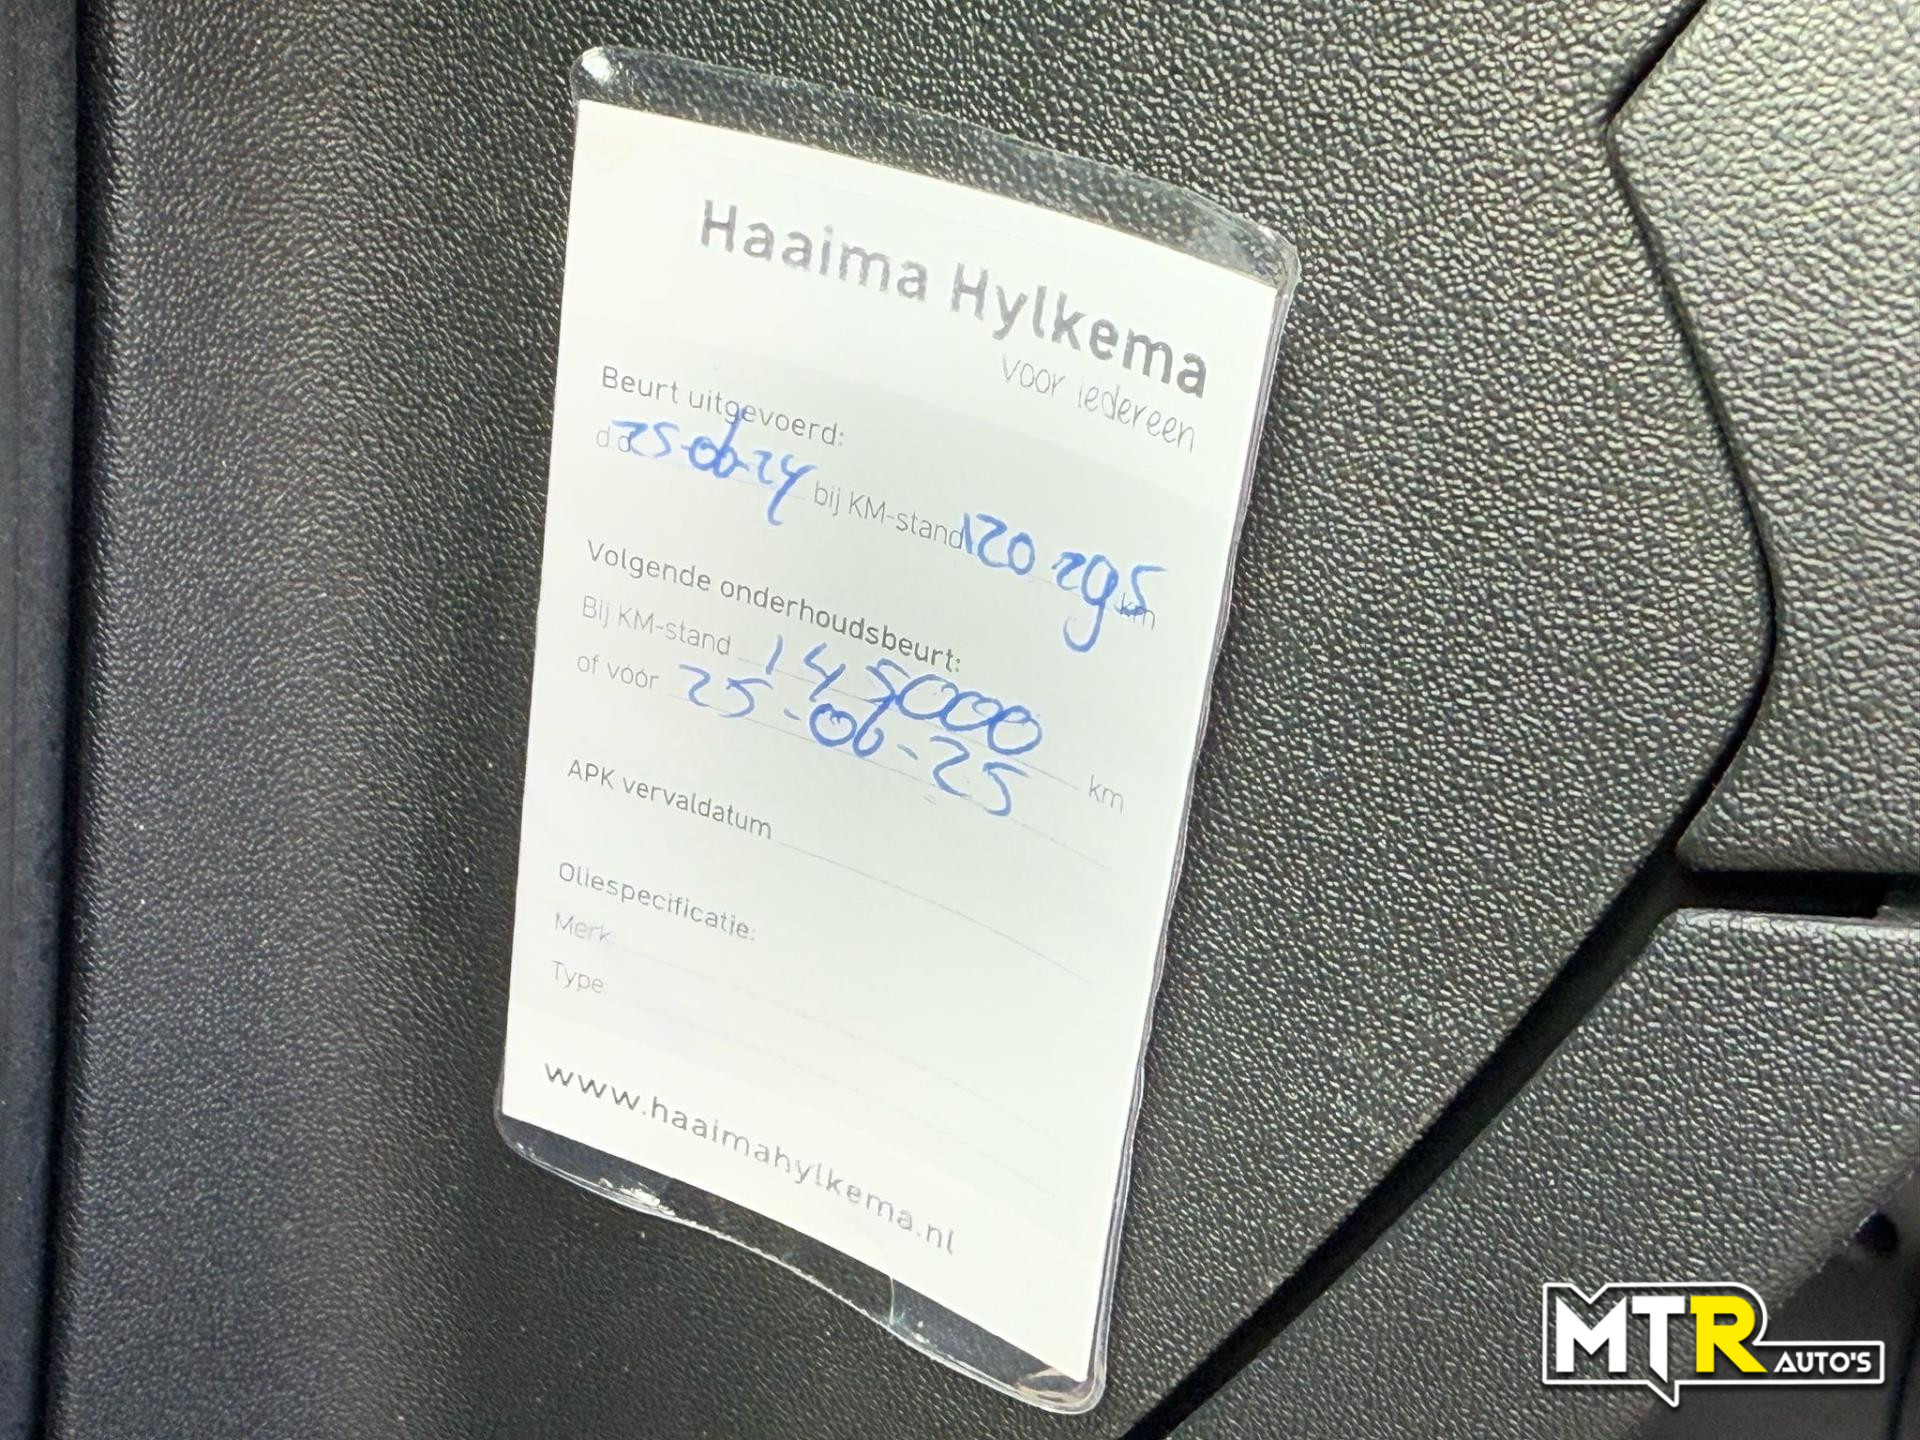 Haaima Hylkema
voor iedereen
Beurt uitgevoerd:
d.d. 25-06-24 bij KM-stand 120 295 km
Volgende onderhoudsbeurt:
Bij KM-stand 145000 km
of vóór 25-06-25
APK vervaldatum
Oliespecificatie:
Merk:
Type:
www.haaimahylkema.nl
MTR AUTO'S